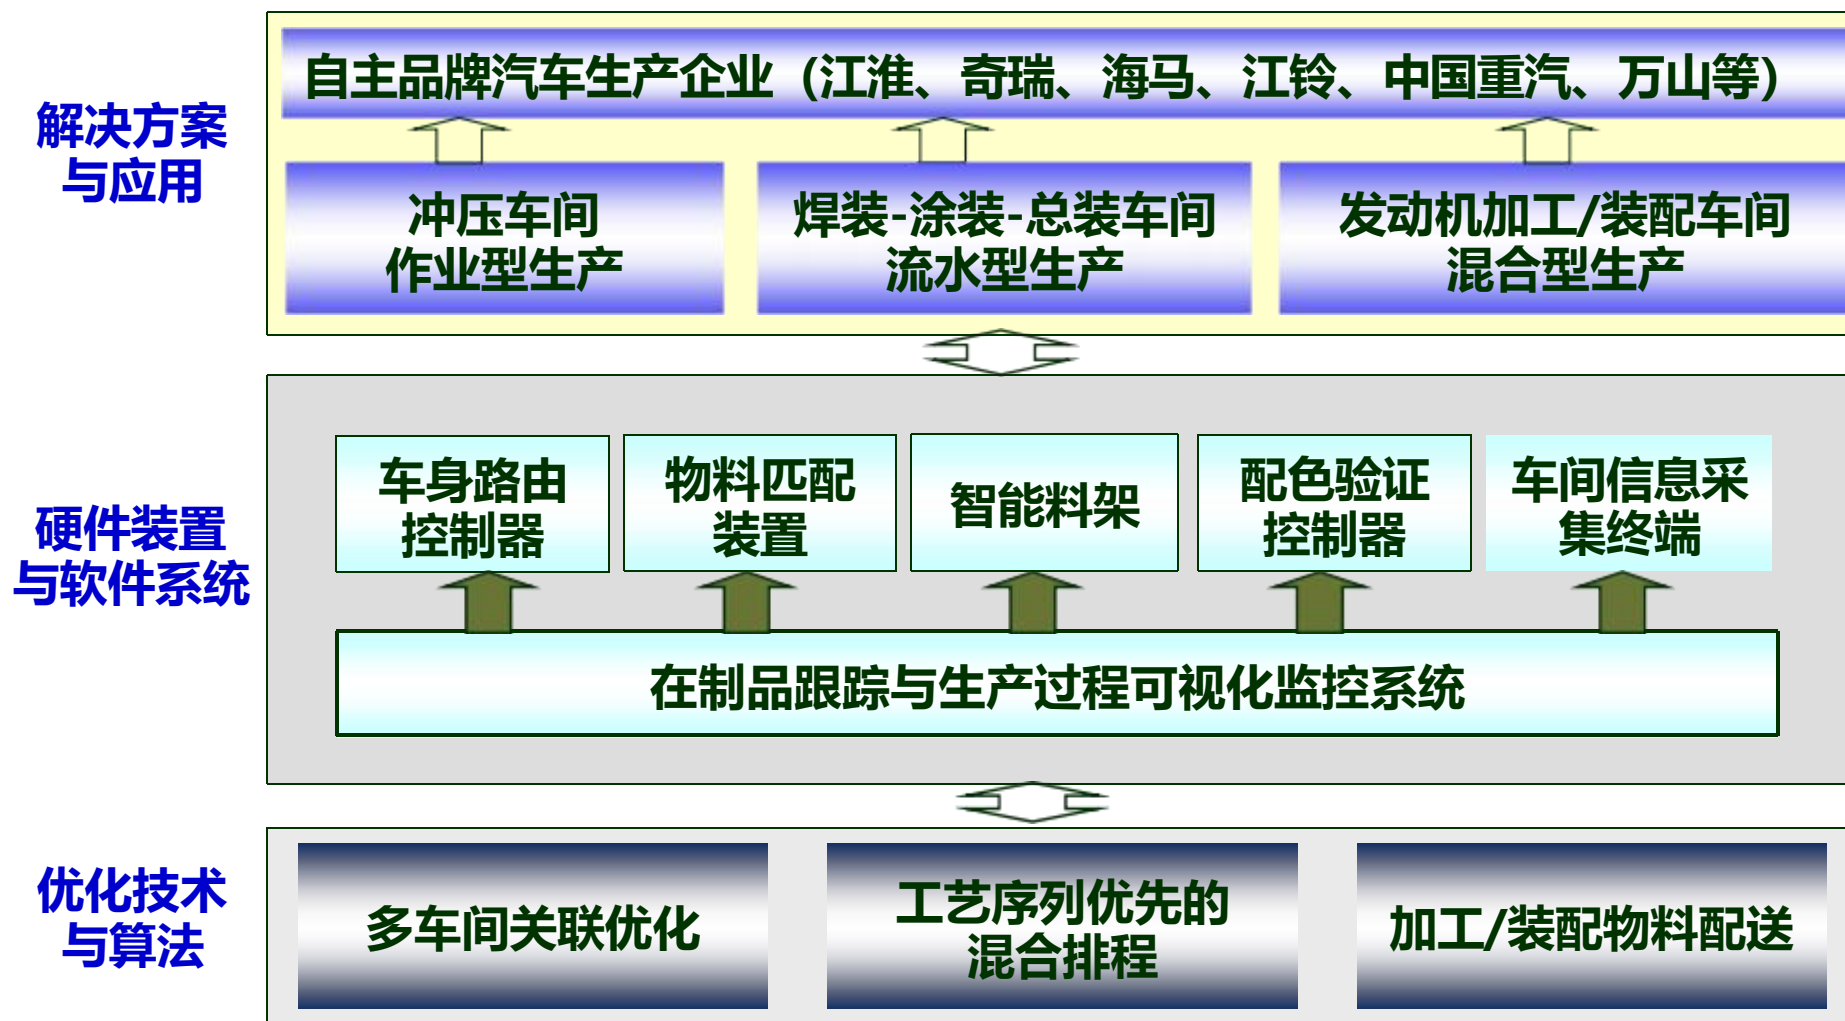 自主品牌汽车生产企业（江淮、奇瑞、海马、江铃、中国重汽、万山等）
解决方案
与应用
冲压车间
作业型生产
焊装-涂装-总装车间
流水型生产
发动机加工/装配车间
混合型生产
硬件装置
与软件系统
车身路由
控制器
物料匹配
装置
智能料架
配色验证
控制器
车间信息采
集终端
在制品跟踪与生产过程可视化监控系统
优化技术
与算法
多车间关联优化
工艺序列优先的
混合排程
加工/装配物料配送